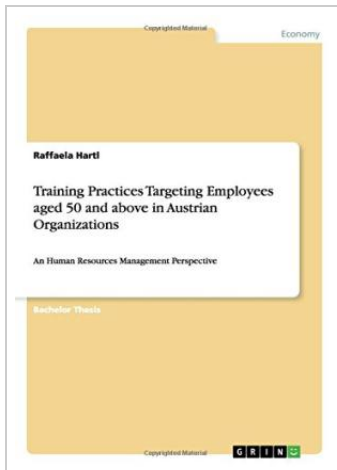 Copyrighted Material
Economy
Raffaela Hartl
Training Practices Targeting Employees
aged 50 and above in Austrian
Organizations
An Human Resources Management Perspective
Bachelor Thesis
Copyrighted Material
GRIN